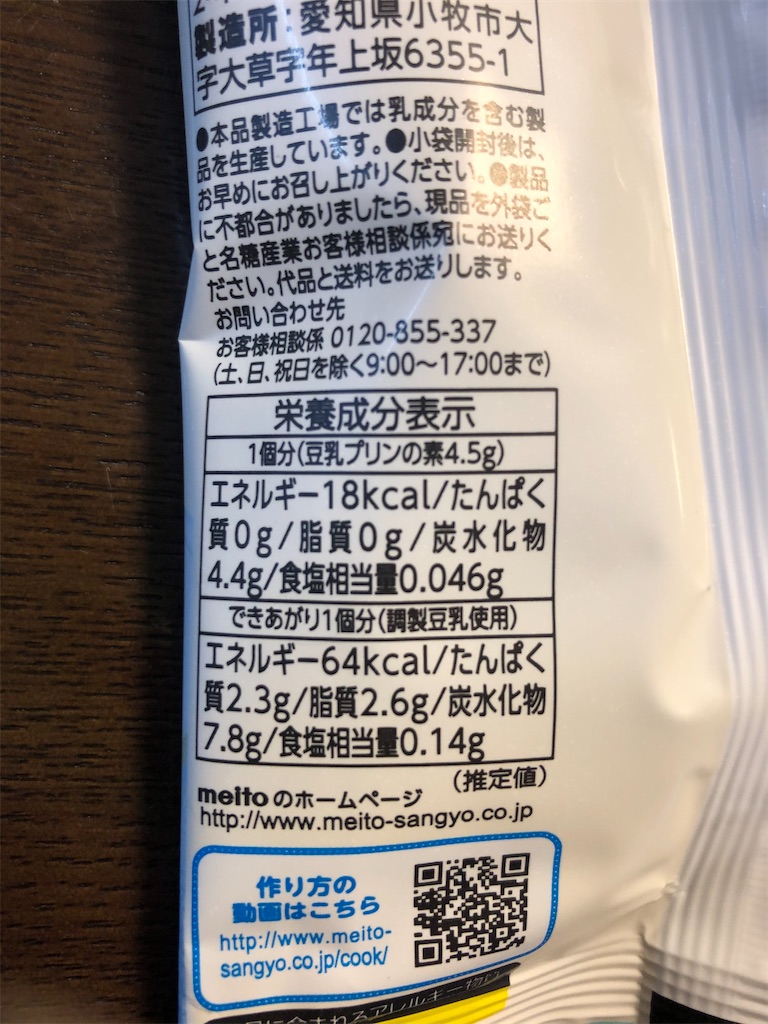 製造所:愛知県小牧市大
字大草字年上坂6355-1
●本品製造工場では乳成分を含む製
品を生産しています。●小袋開封後は、
お早めにお召し上がりください。●製品
に不都合がありましたら、現品を外袋ご
と名糖産業お客様相談係宛にお送りく
ださい。代品と送料をお送りします。
お問い合わせ先
お客様相談係 0120-855-337
(土、日、祝日を除く9:00〜17:00まで)
栄養成分表示
1個分(豆乳プリンの素4.5g)
エネルギー18kcal/たんぱく
質0g/脂質0g/炭水化物
4.4g/食塩相当量0.046g
できあがり1個分(調製豆乳使用)
エネルギー64kcal/たんぱく
質2.3g/脂質2.6g/炭水化物
7.8g/食塩相当量0.14g
(推定値)
meitoのホームページ
http://www.meito-sangyo.co.jp
作り方の
動画はこちら
http://www.meito-
sangyo.co.jp/cook/
に含まれるアレルギー物質